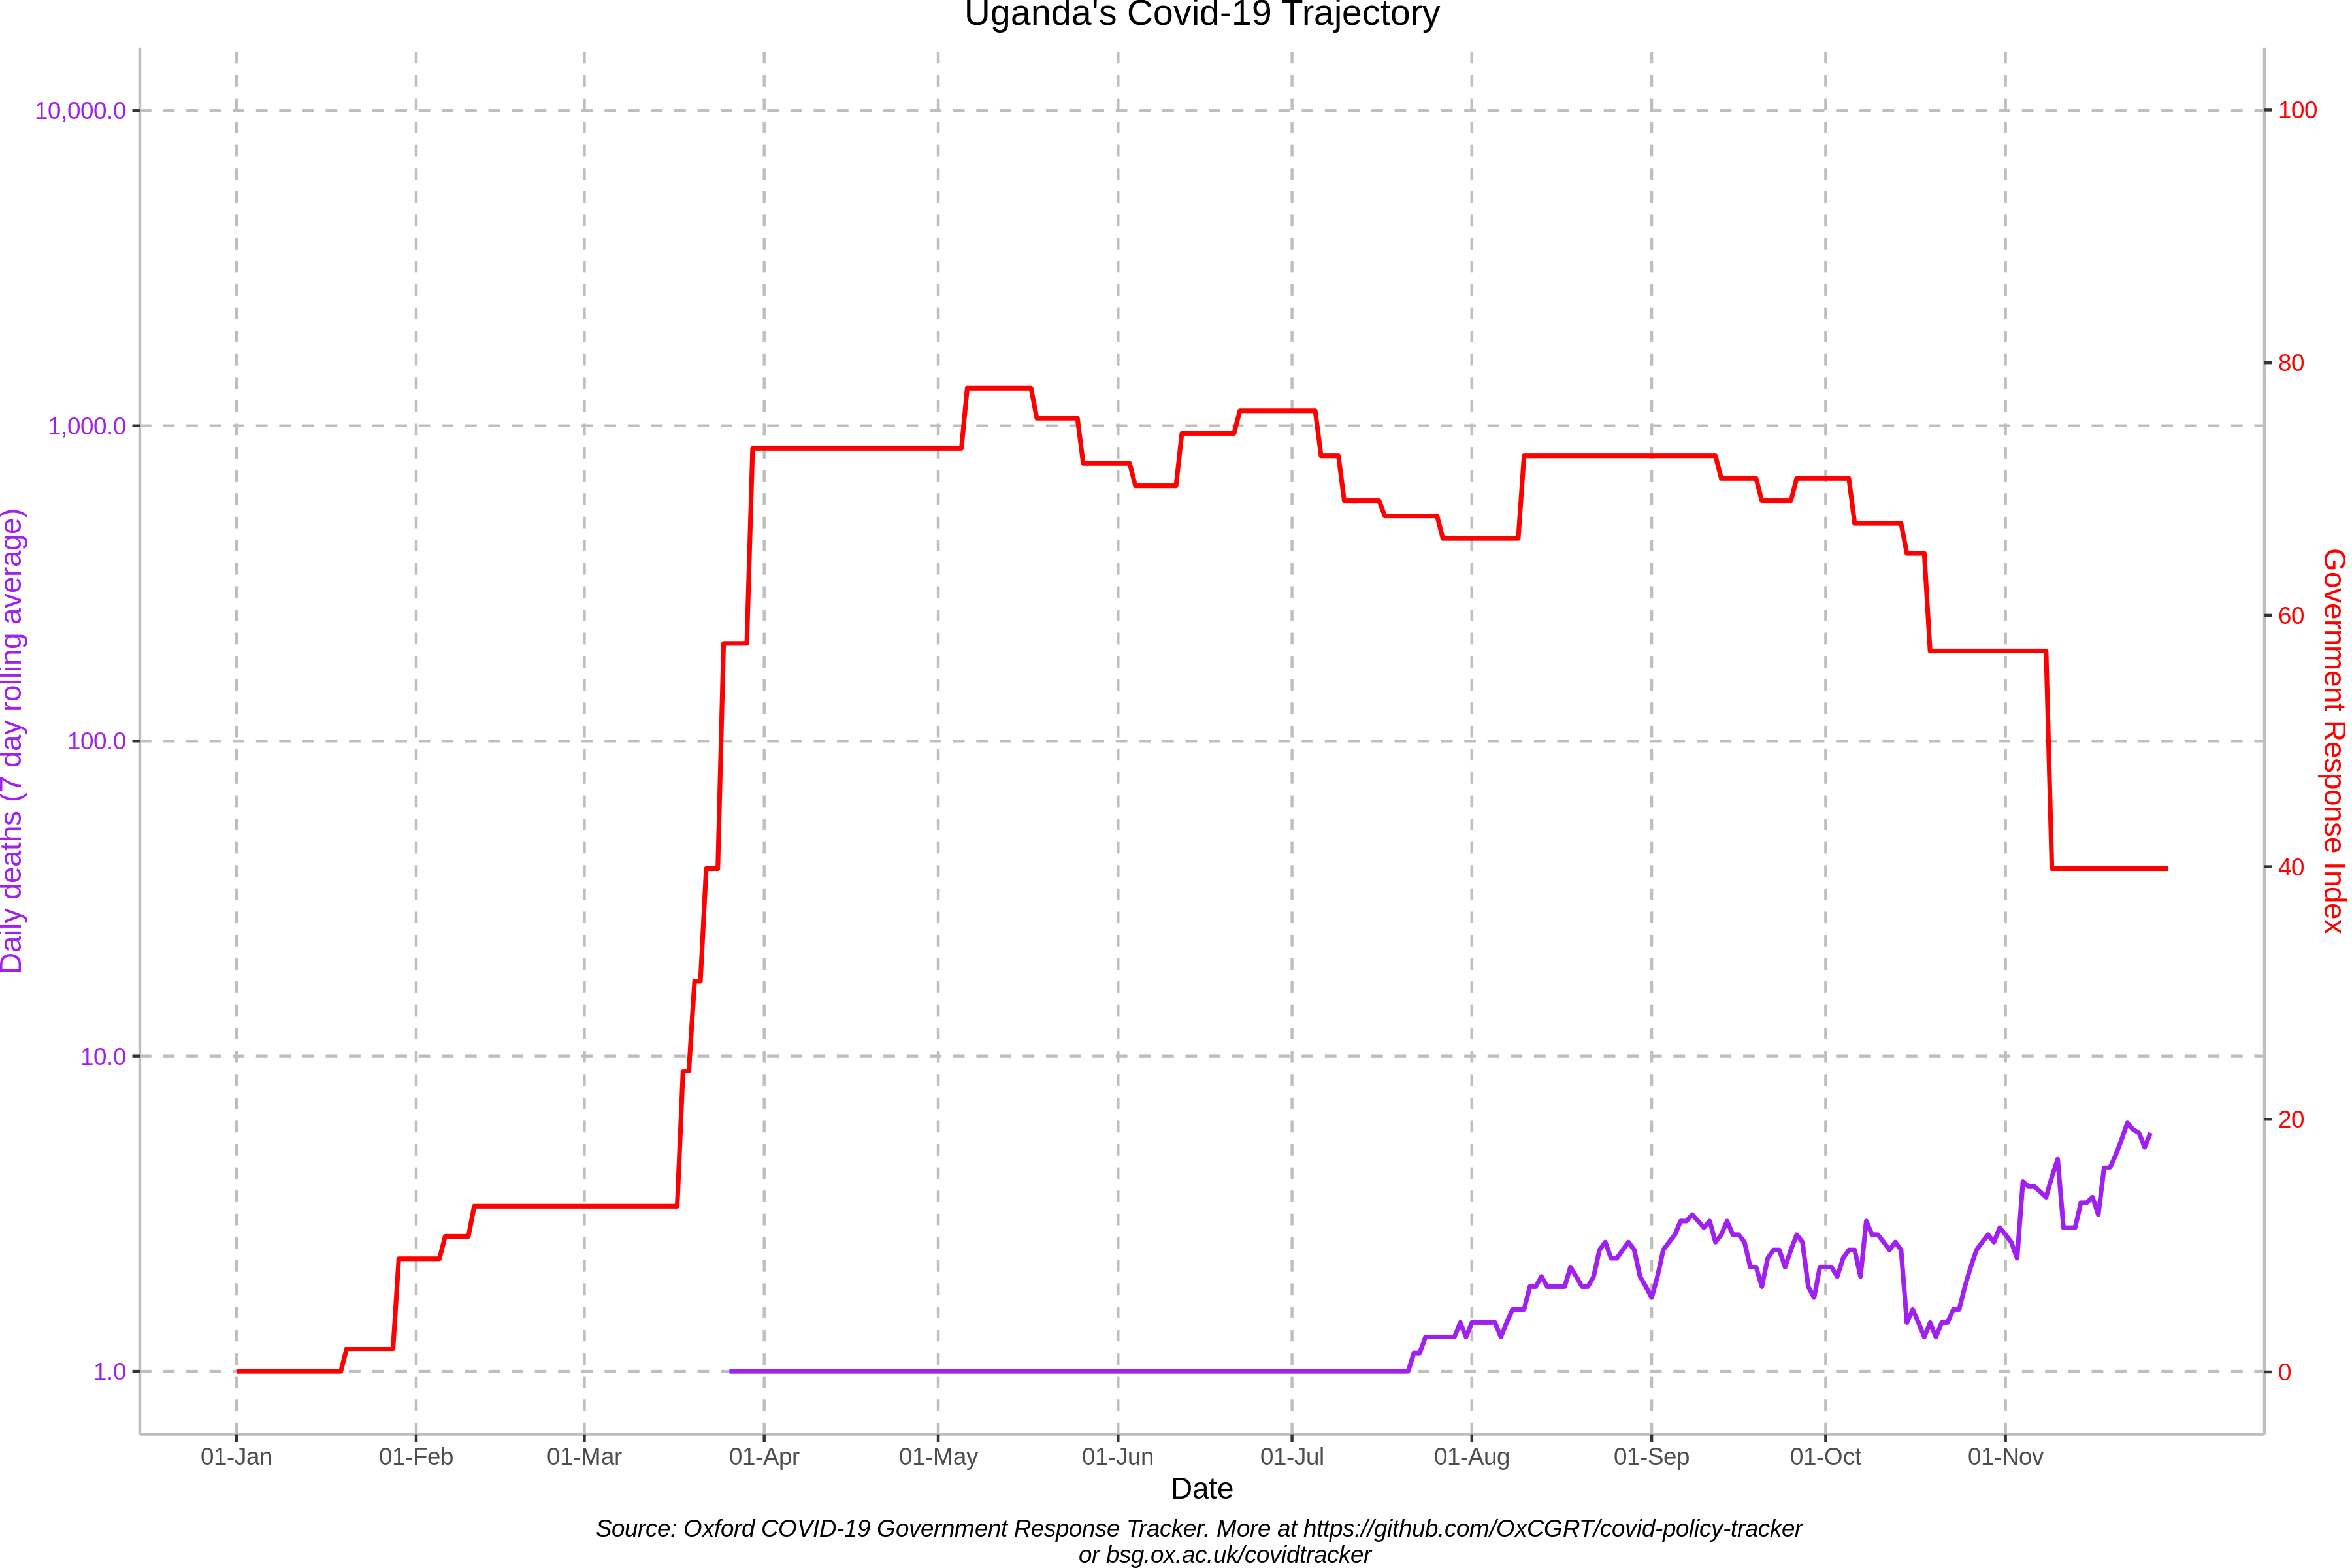 Uganda's Covid-19 Trajectory
10,000.0
1,000.0
100.0
10.0
1.0
Daily deaths (7 day rolling average)
100
80
60
40
20
0
Government Response Index
01-Jan 01-Feb 01-Mar 01-Apr 01-May 01-Jun 01-Jul 01-Aug 01-Sep 01-Oct 01-Nov
Date
Source: Oxford COVID-19 Government Response Tracker. More at https://github.com/OxCGRT/covid-policy-tracker
or bsg.ox.ac.uk/covidtracker